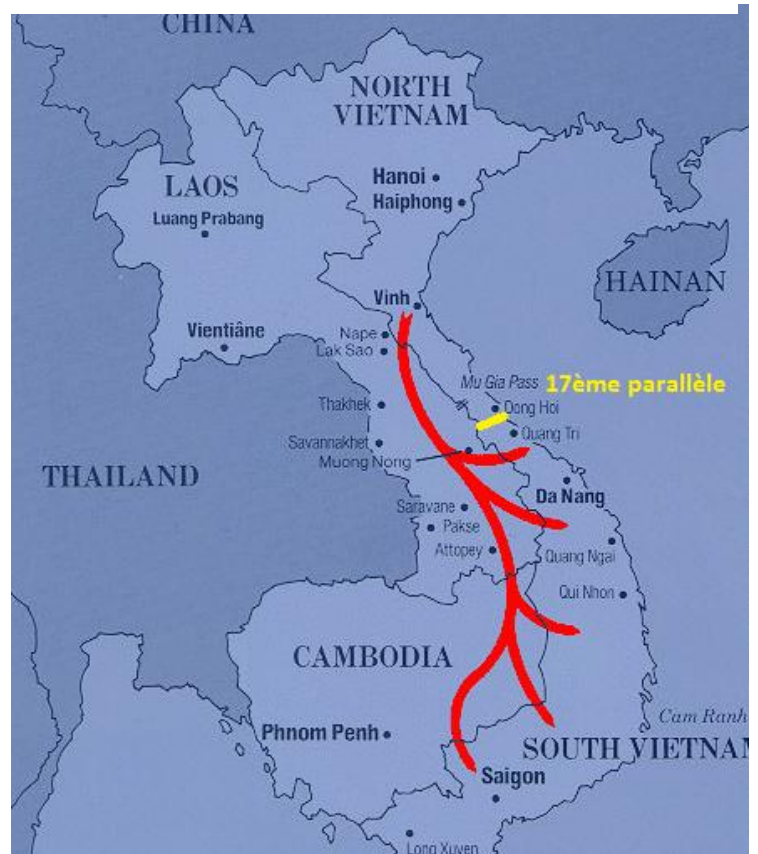 CHINA
NORTH
VIETNAM
Hanoi
Haiphong
LAOS
Luang Prabang
HAINAN
Vinh
Vientiâne
Nape
Lak Sao
Mu Gia Pass
17ème parallèle
Thakhek
Dong Hoi
Quang Tri
Savannakhet
Muong Nong
THAILAND
Da Nang
Saravane
Pakse
Attopey
Quang Ngai
Qui Nhon
CAMBODIA
Cam Ranh
Phnom Penh
SOUTH VIETNAM
Saigon
Long Xuyen